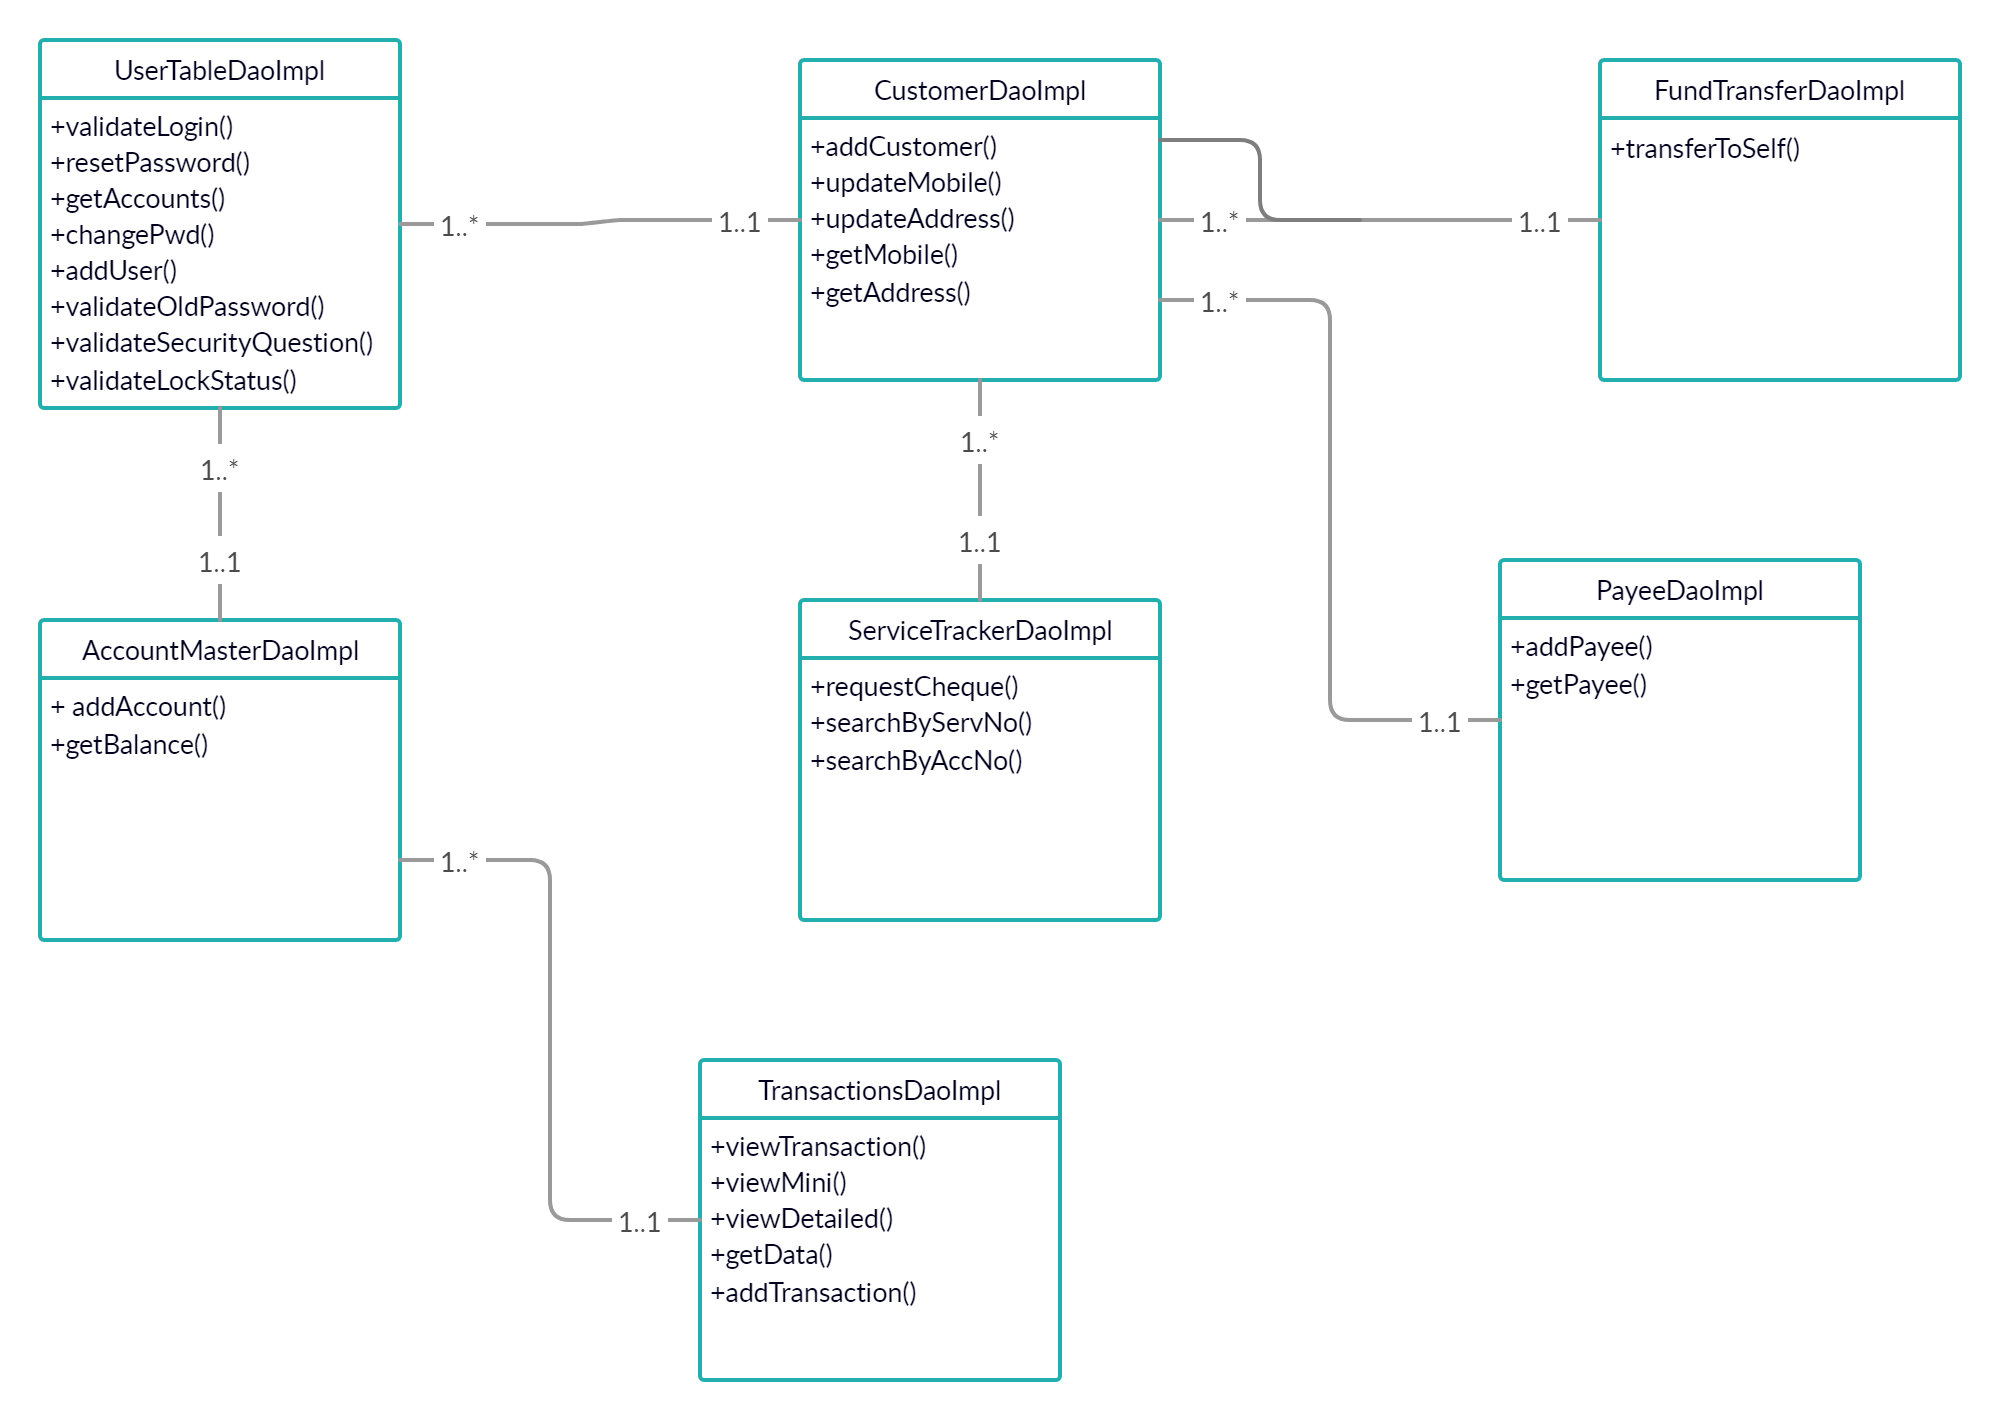 UserTableDaoImpl
+validateLogin()
+resetPassword()
+getAccounts()
+changePwd()
+addUser()
+validateOldPassword()
+validateSecurityQuestion()
+validateLockStatus()
1..*
1..1
CustomerDaoImpl
+addCustomer()
+updateMobile()
+updateAddress()
+getMobile()
+getAddress()
1..*
1..1
FundTransferDaoImpl
+transferToSelf()
1..*
1..*
1..1
1..*
1..1
AccountMasterDaoImpl
+ addAccount()
+getBalance()
ServiceTrackerDaoImpl
+requestCheque()
+searchByServNo()
+searchByAccNo()
PayeeDaoImpl
+addPayee()
+getPayee()
1..1
1..*
1..1
TransactionsDaoImpl
+viewTransaction()
+viewMini()
+viewDetailed()
+getData()
+addTransaction()